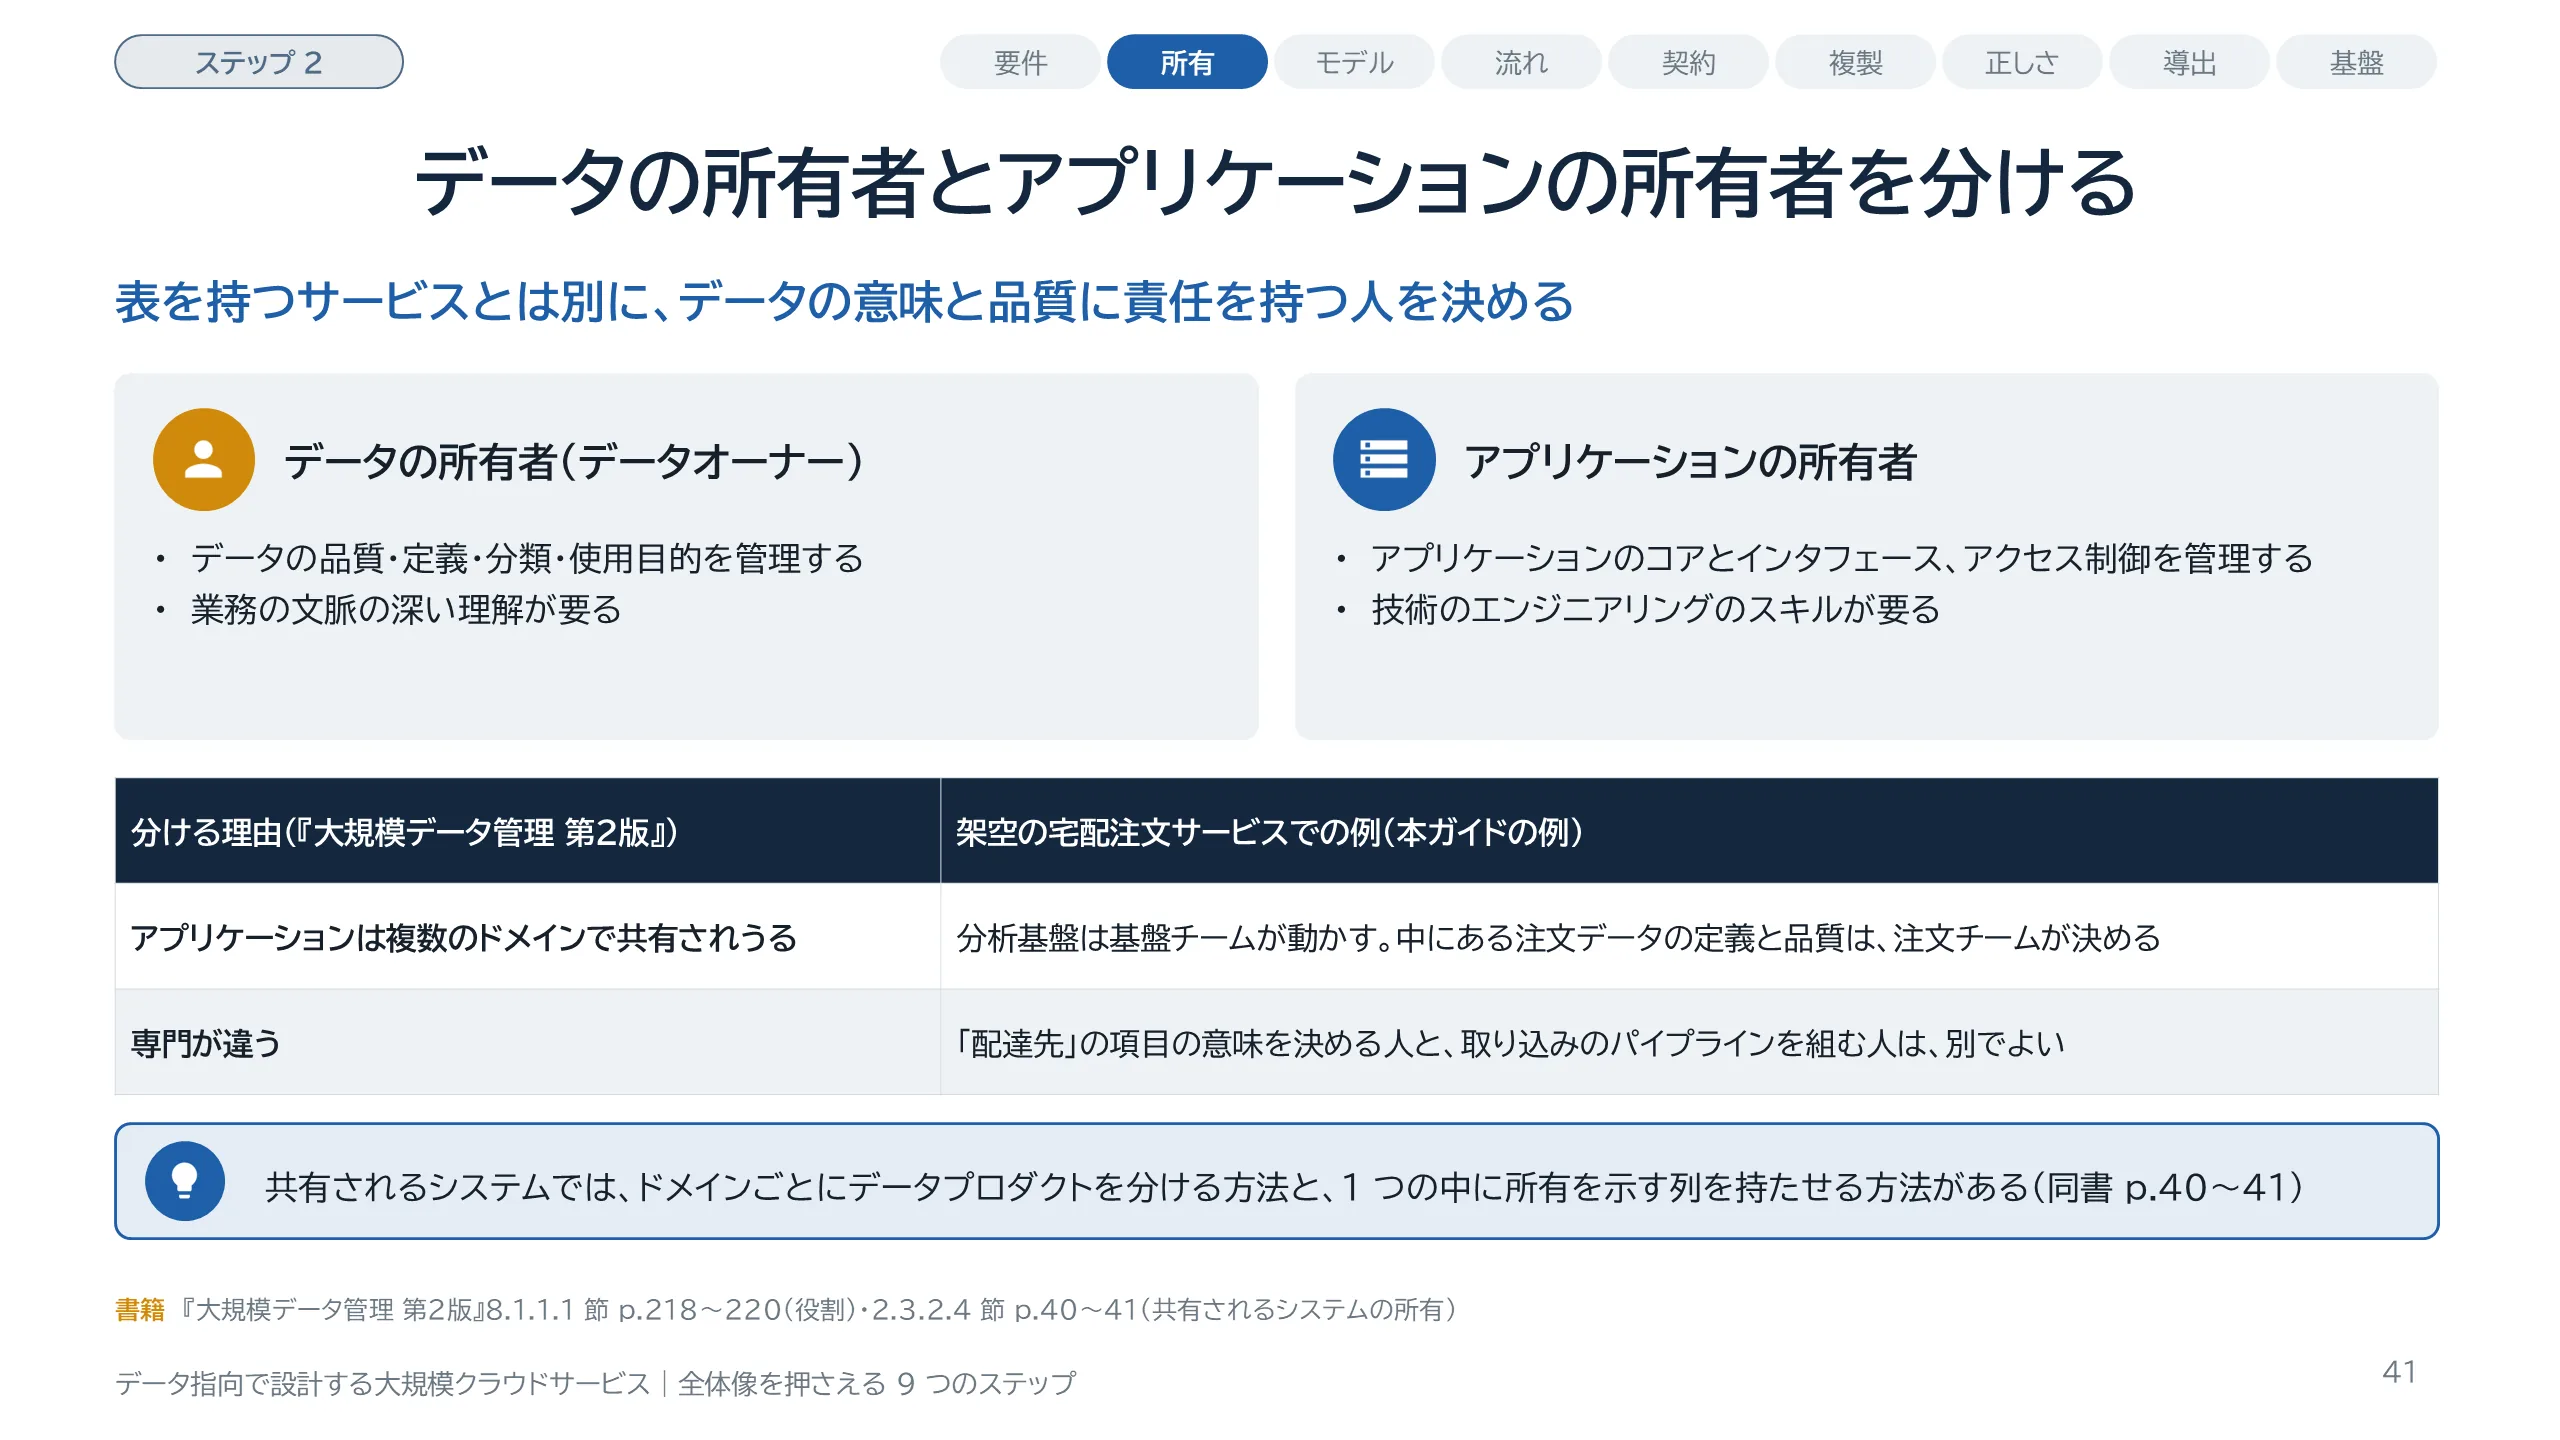 ステップ 2
要件
所有
モデル
流れ
契約
複製
正しさ
導出
基盤
データの所有者とアプリケーションの所有者を分ける
表を持つサービスとは別に、データの意味と品質に責任を持つ人を決める
データの所有者（データオーナー）
・ データの品質・定義・分類・使用目的を管理する
・ 業務の文脈の深い理解が要る
アプリケーションの所有者
・ アプリケーションのコアとインタフェース、アクセス制御を管理する
・ 技術のエンジニアリングのスキルが要る
分ける理由（『大規模データ管理 第2版』）
架空の宅配注文サービスでの例（本ガイドの例）
アプリケーションは複数のドメインで共有されうる
分析基盤は基盤チームが動かす。中にある注文データの定義と品質は、注文チームが決める
専門が違う
「配達先」の項目の意味を決める人と、取り込みのパイプラインを組む人は、別でよい
共有されるシステムでは、ドメインごとにデータプロダクトを分ける方法と、1 つの中に所有を示す列を持たせる方法がある（同書 p.40～41）
書籍 『大規模データ管理 第2版』8.1.1.1 節 p.218～220（役割）・2.3.2.4 節 p.40～41（共有されるシステムの所有）
データ指向で設計する大規模クラウドサービス｜全体像を押さえる 9 つのステップ
41